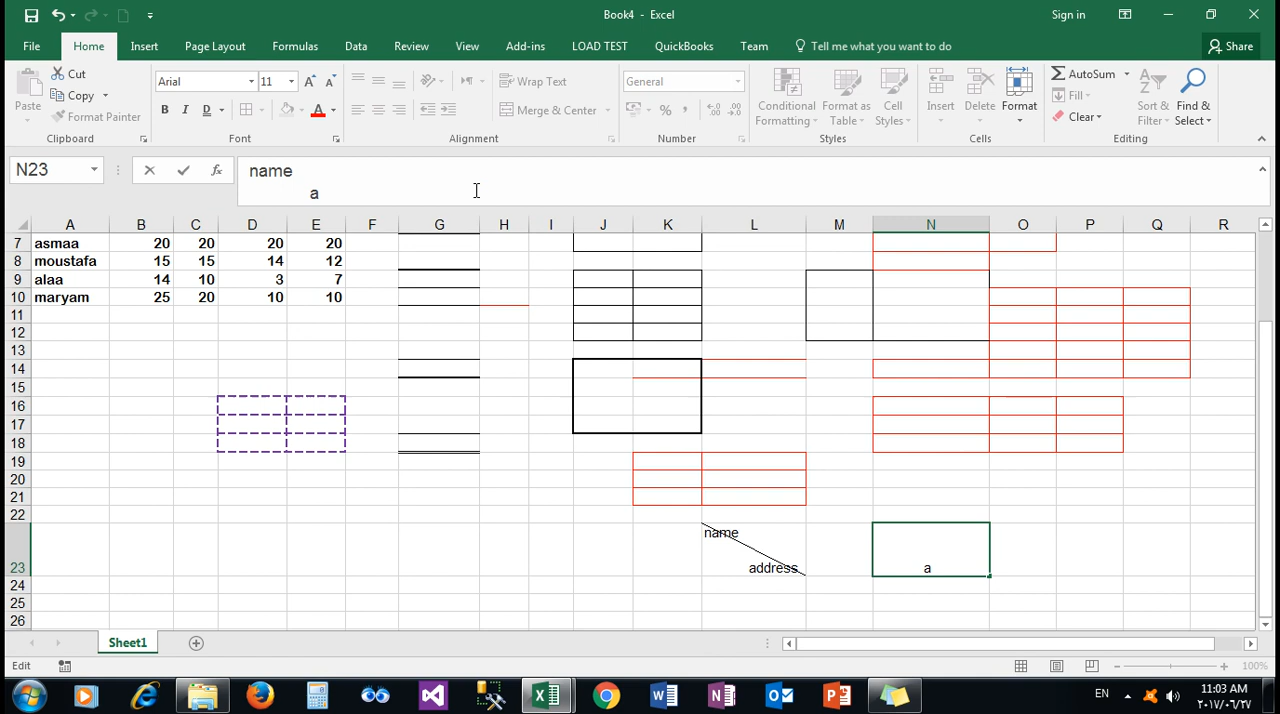 Book4 - Excel
Sign in
File Home Insert Page Layout Formulas Data Review View Add-ins LOAD TEST QuickBooks Team Tell me what you want to do Share
Cut
Copy
Format Painter
Paste
Clipboard
Arial 11
B I D
Font
Wrap Text
Merge & Center
Alignment
General
%
Number
Conditional Formatting
Format as Table
Cell Styles
Styles
Insert Delete Format
Cells
AutoSum
Fill
Clear
Sort & Filter
Find & Select
Editing
N23 fx name
a
A B C D E F G H I J K L M N O P Q R
7 asmaa 20 20 20 20
8 moustafa 15 15 14 12
9 alaa 14 10 3 7
10 maryam 25 20 10 10
11
12
13
14
15
16
17
18
19
20
21
22
name
23 address a
24
25
26
Sheet1
Edit 100%
EN 11:03 AM
٢٠١٧/٠٦/٢٧